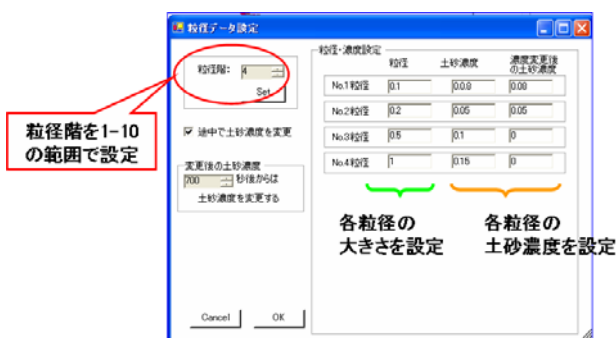 粒径データ設定
粒径階: 4
Set
粒径階を1-10
の範囲で設定
途中で土砂濃度を変更
変更後の土砂濃度
700 秒後からは
土砂濃度を変更する
Cancel OK
粒径・濃度設定
粒径 土砂濃度 濃度変更後
の土砂濃度
No.1粒径 0.1 0.0.8 0.08
No.2粒径 0.2 0.05 0.05
No.3粒径 0.5 0.1 0
No.4粒径 1 0.15 0
各粒径の
大きさを設定
各粒径の
土砂濃度を設定